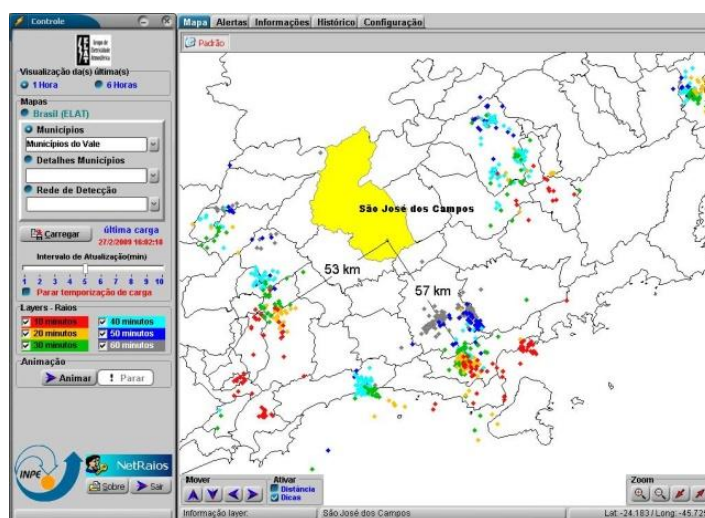 Controle
Grupo de Eletricidade Atmosférica
Visualização da(s) última(s)
1 Hora
6 Horas
Mapas
Brasil (ELAT)
Municípios
Municípios do Vale
Detalhes Municípios
Rede de Detecção
Carregar
última carga
27/2/2009 16:02:18
Intervalo de Atualização(min)
1 2 3 4 5 6 7 8 9 10
Parar temporização de carga
Layers - Raios
10 minutos
40 minutos
20 minutos
50 minutos
30 minutos
60 minutos
Animação
Animar
! Parar
INPE
NetRaios
Sobre
Sair
Mapa
Alertas
Informações
Histórico
Configuração
Padrão
São José dos Campos
53 km
57 km
Mover
Ativar
Distância
Dicas
Zoom
Informação layer:
São José dos Campos
Lat: -24.183 / Long: -45.725